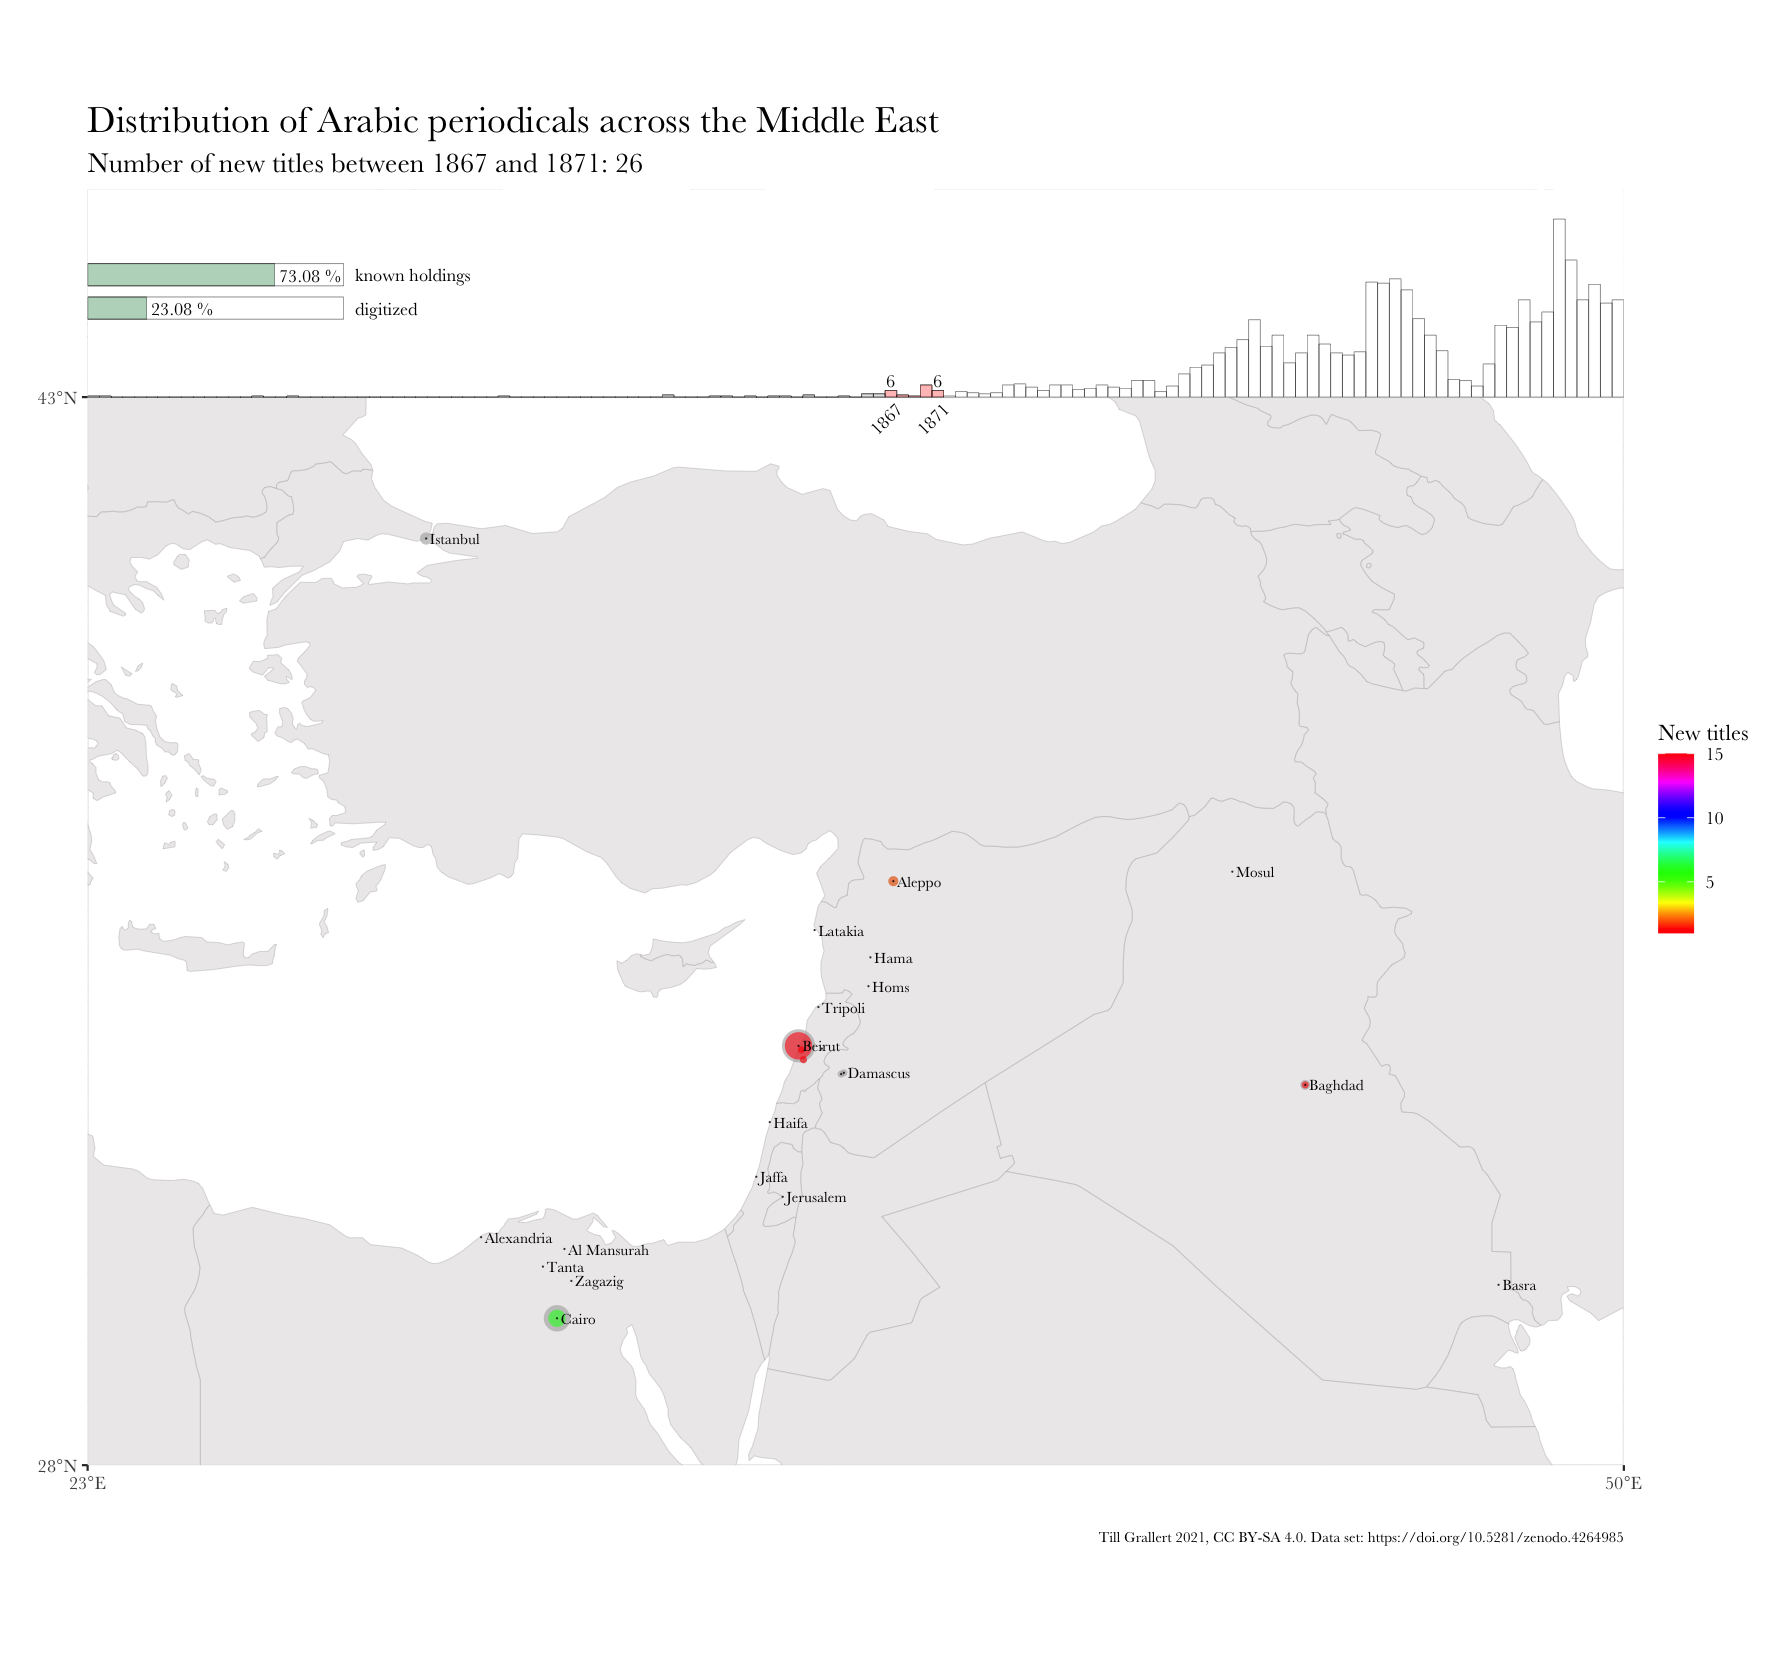 Distribution of Arabic periodicals across the Middle East
Number of new titles between 1867 and 1871: 26
73.08 % known holdings
23.08 % digitized
6 6
43°N
1867 1871
Istanbul
New titles
15
10
5
Mosul
Aleppo
Latakia
Hama
Homs
Tripoli
Beirut
Damascus
Baghdad
Haifa
Jaffa
Jerusalem
Alexandria
Al Mansurah
Tanta
Zagazig
Basra
Cairo
28°N
23°E 50°E
Till Grallert 2021, CC BY-SA 4.0. Data set: https://doi.org/10.5281/zenodo.4264985